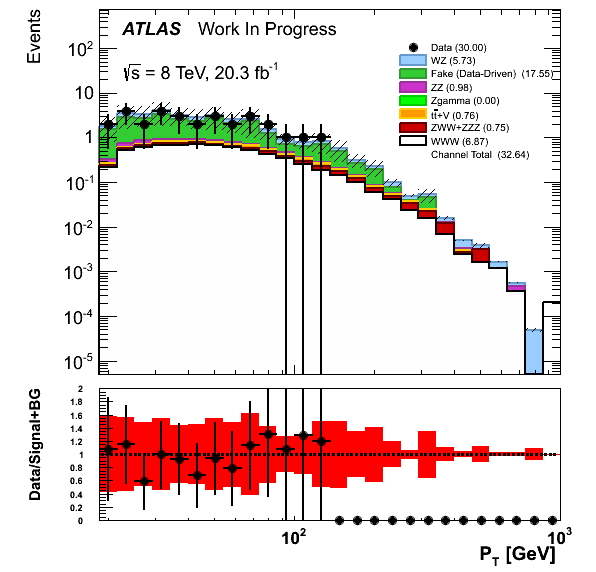 ATLAS Work In Progress
√s = 8 TeV, 20.3 fb⁻¹
Events
10²
10
1
10⁻¹
10⁻²
10⁻³
10⁻⁴
10⁻⁵
Data (30.00)
WZ (5.73)
Fake (Data-Driven) (17.55)
ZZ (0.98)
Zgamma (0.00)
tt̄+V (0.76)
ZWW+ZZZ (0.75)
WWW (6.87)
Channel Total (32.64)
Data/Signal+BG
2
1.8
1.6
1.4
1.2
1
0.8
0.6
0.4
0.2
0
10²
10³
P_T [GeV]